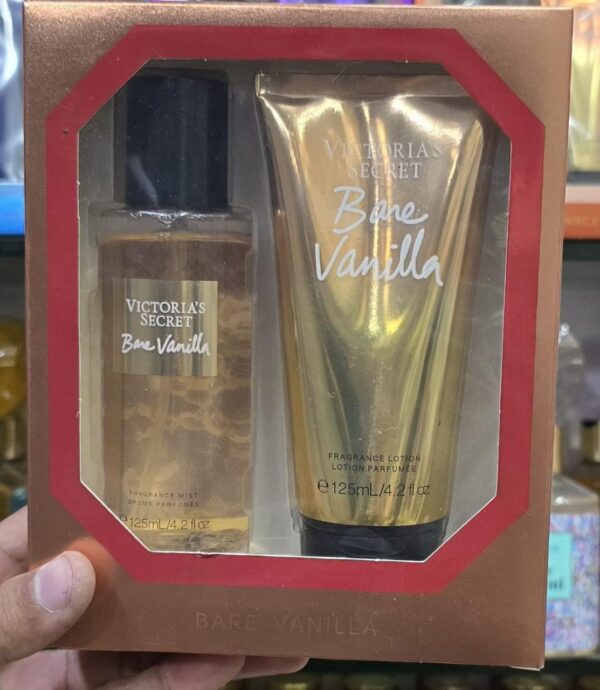 VICTORIA'S
SECRET
Bare Vanilla
FRAGRANCE MIST
BRUME PARFUMÉE
125mL/4.2 fl oz
VICTORIA'S
SECRET
Bare
Vanilla
FRAGRANCE LOTION
LOTION PARFUMÉE
℮125mL/4.2 fl oz
BARE VANILLA